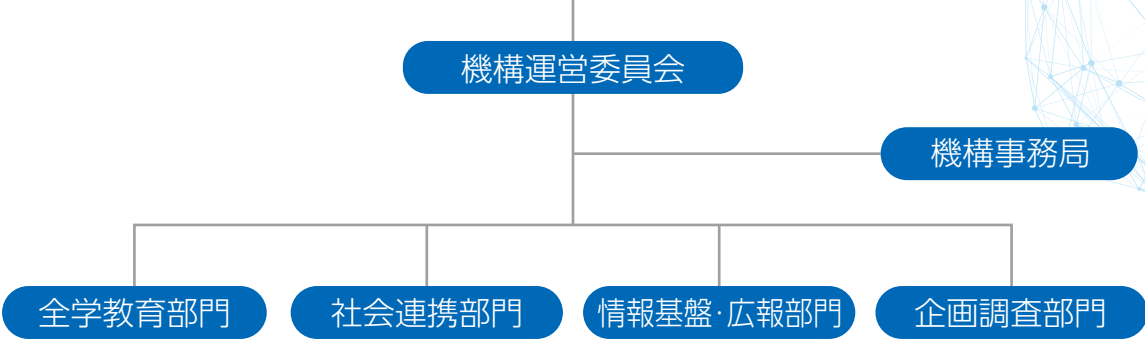 機構運営委員会
機構事務局
全学教育部門
社会連携部門
情報基盤·広報部門
企画調査部門